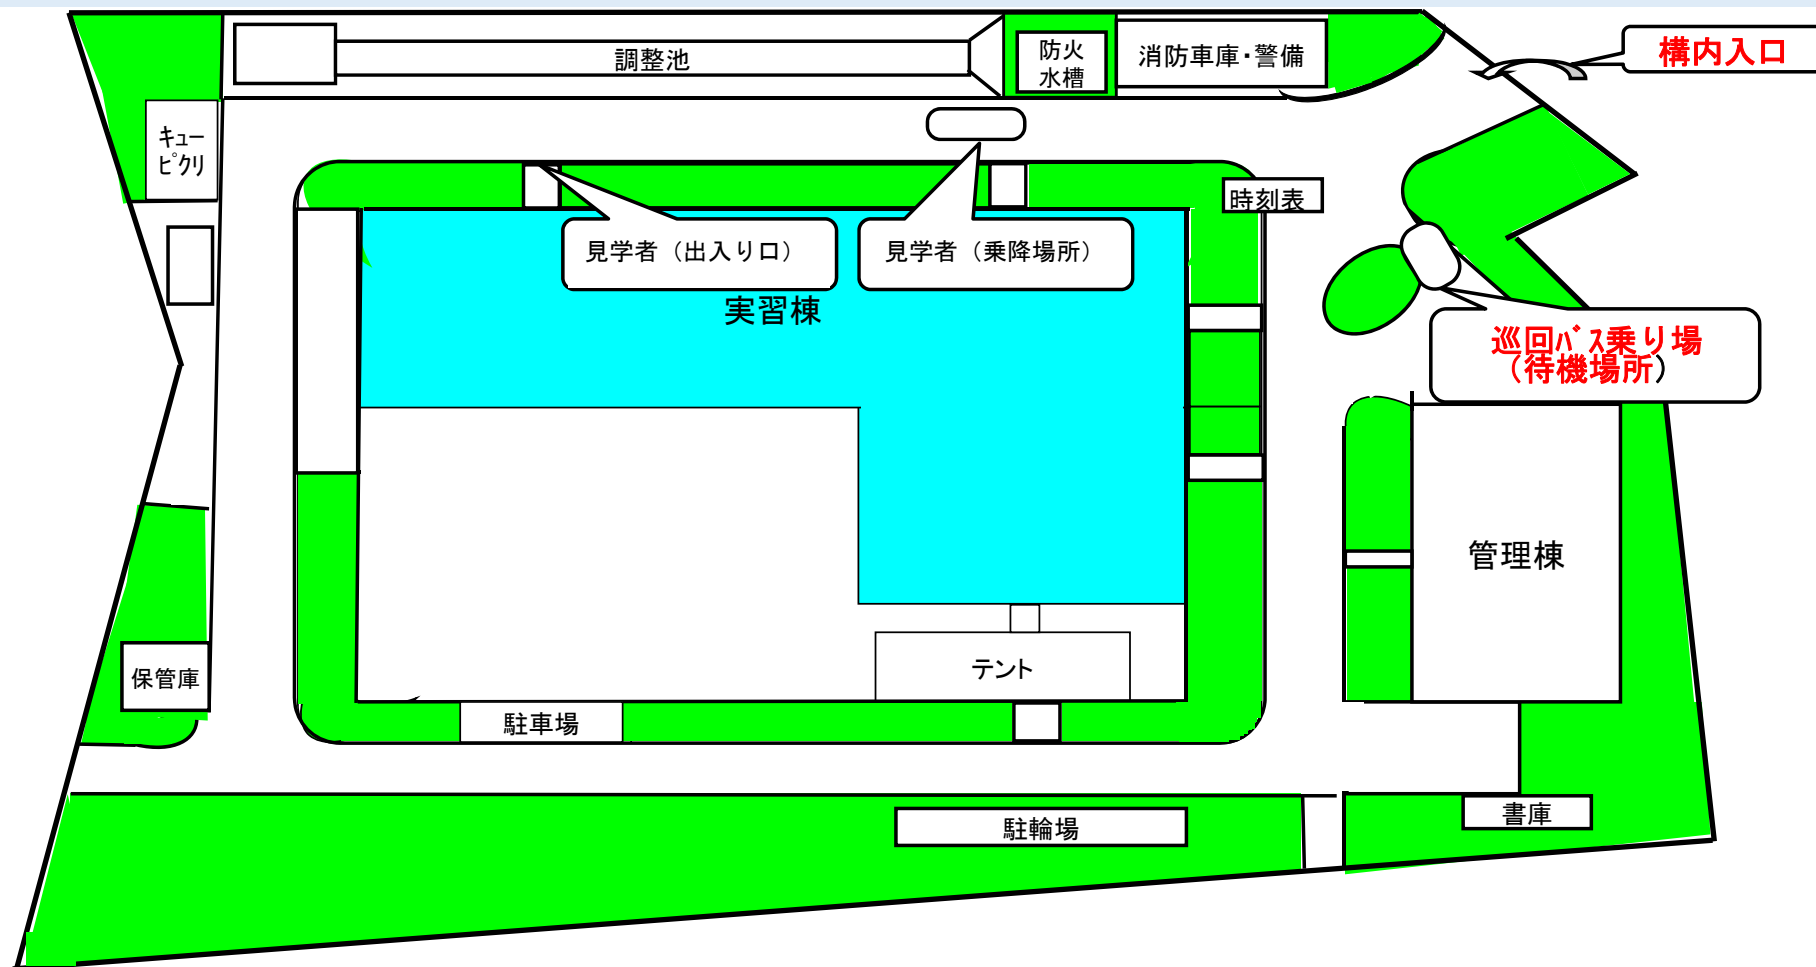 構内入口
調整池
防火
水槽
消防車庫・警備
キュー
ピクリ
時刻表
見学者（出入り口）
見学者（乗降場所）
実習棟
巡回ﾊﾞｽ乗り場
（待機場所）
管理棟
テント
保管庫
駐車場
駐輪場
書庫